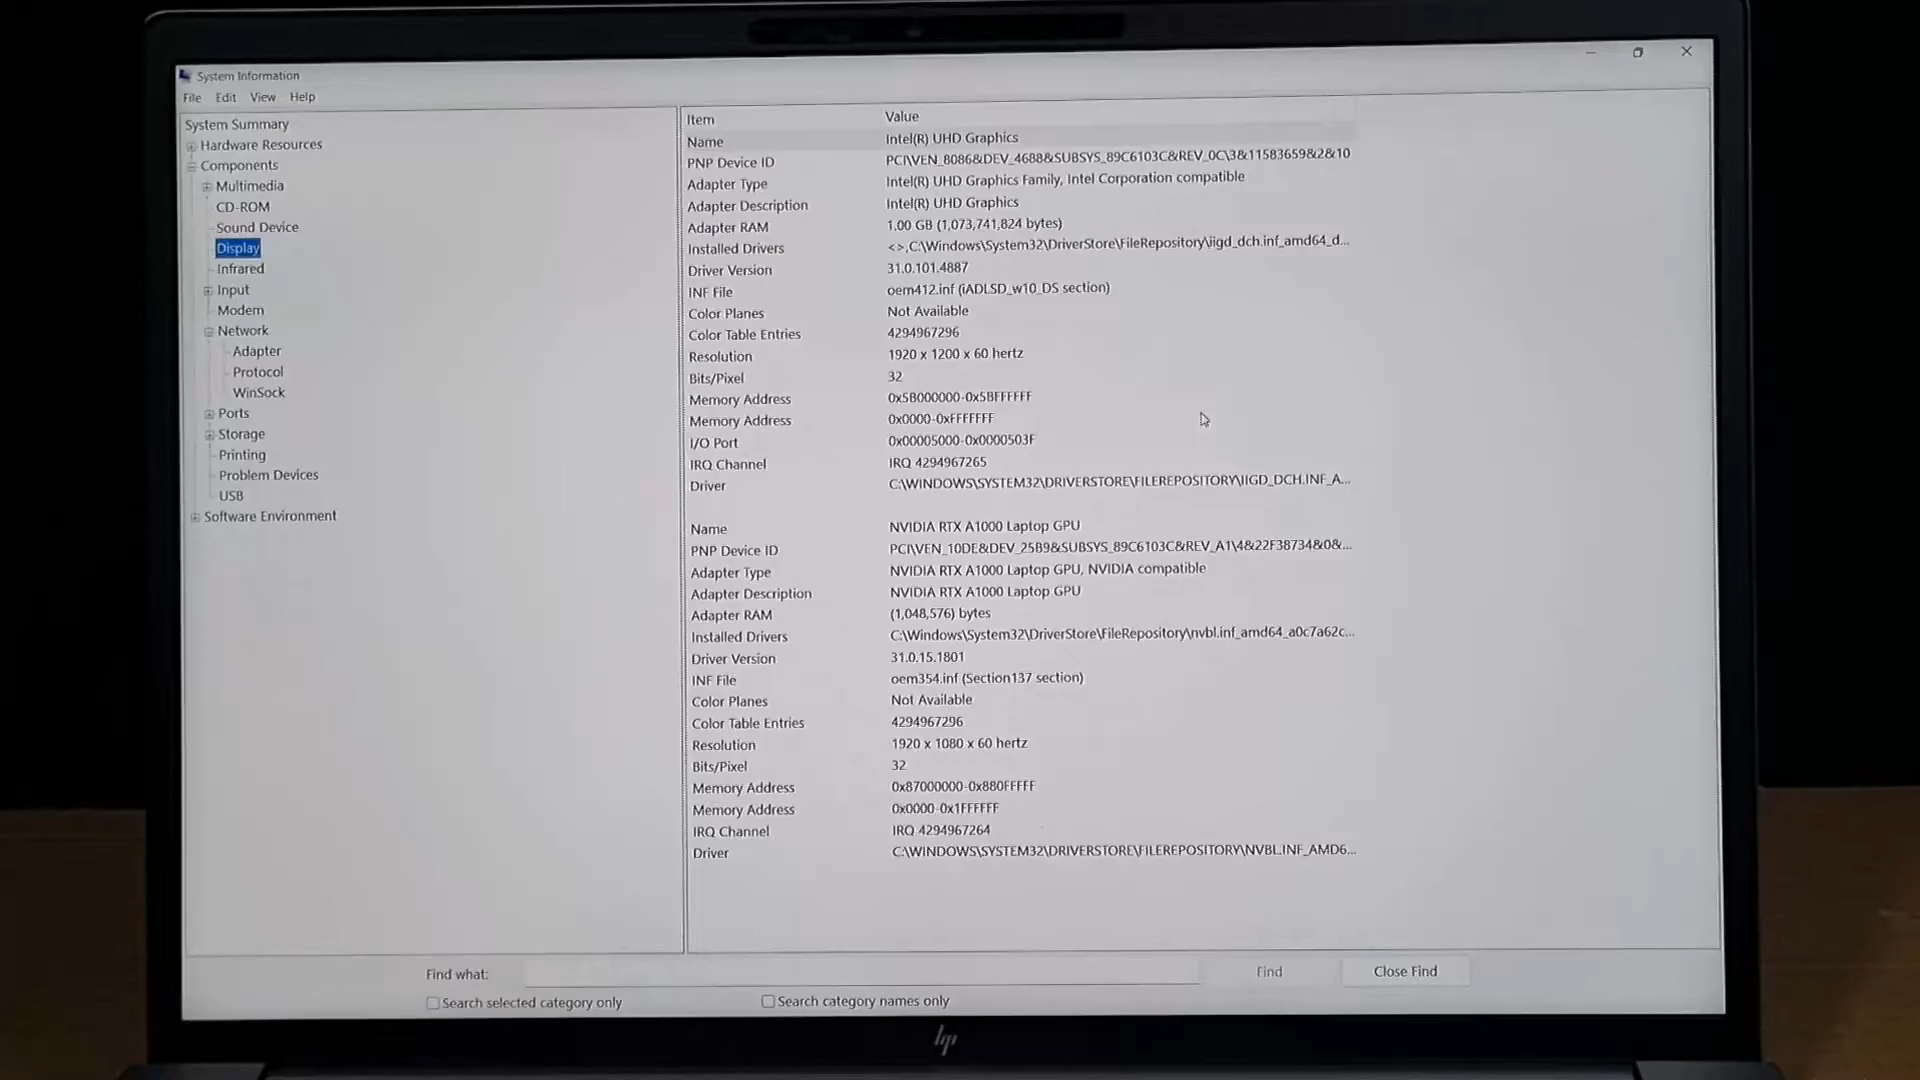 System Information
File Edit View Help
System Summary
Hardware Resources
Components
Multimedia
CD-ROM
Sound Device
Display
Infrared
Input
Modem
Network
Adapter
Protocol
WinSock
Ports
Storage
Printing
Problem Devices
USB
Software Environment
Item Value
Name Intel(R) UHD Graphics
PNP Device ID PCI\VEN_8086&DEV_4688&SUBSYS_89C6103C&REV_0C\3&11583659&2&10
Adapter Type Intel(R) UHD Graphics Family, Intel Corporation compatible
Adapter Description Intel(R) UHD Graphics
Adapter RAM 1.00 GB (1,073,741,824 bytes)
Installed Drivers <>,C:\Windows\System32\DriverStore\FileRepository\iigd_dch.inf_amd64_d...
Driver Version 31.0.101.4887
INF File oem412.inf (iADLSD_w10_DS section)
Color Planes Not Available
Color Table Entries 4294967296
Resolution 1920 x 1200 x 60 hertz
Bits/Pixel 32
Memory Address 0x5B000000-0x5BFFFFFF
Memory Address 0x0000-0xFFFFFFF
I/O Port 0x00005000-0x0000503F
IRQ Channel IRQ 4294967265
Driver C:\WINDOWS\SYSTEM32\DRIVERSTORE\FILEREPOSITORY\IIGD_DCH.INF_A...
Name NVIDIA RTX A1000 Laptop GPU
PNP Device ID PCI\VEN_10DE&DEV_25B9&SUBSYS_89C6103C&REV_A1\4&22F38734&0&...
Adapter Type NVIDIA RTX A1000 Laptop GPU, NVIDIA compatible
Adapter Description NVIDIA RTX A1000 Laptop GPU
Adapter RAM (1,048,576) bytes
Installed Drivers C:\Windows\System32\DriverStore\FileRepository\nvbl.inf_amd64_a0c7a62c...
Driver Version 31.0.15.1801
INF File oem354.inf (Section137 section)
Color Planes Not Available
Color Table Entries 4294967296
Resolution 1920 x 1080 x 60 hertz
Bits/Pixel 32
Memory Address 0x87000000-0x880FFFFF
Memory Address 0x0000-0x1FFFFFF
IRQ Channel IRQ 4294967264
Driver C:\WINDOWS\SYSTEM32\DRIVERSTORE\FILEREPOSITORY\NVBL.INF_AMD6...
Find what: Find Close Find
Search selected category only Search category names only
hp